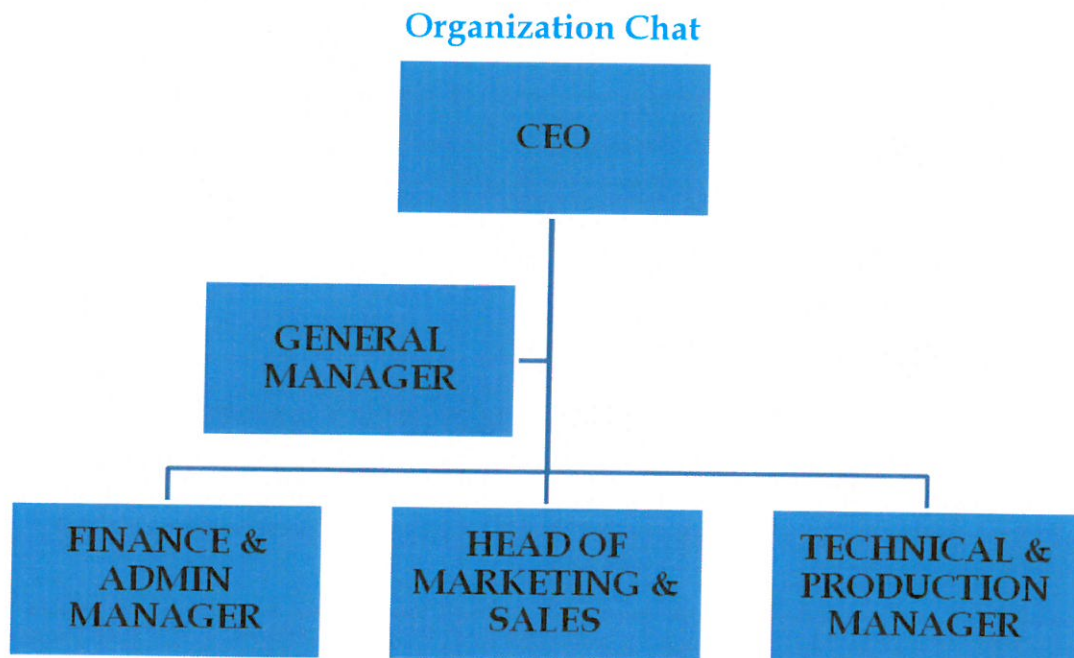 Organization Chat
CEO
GENERAL
MANAGER
FINANCE &
ADMIN
MANAGER
HEAD OF
MARKETING &
SALES
TECHNICAL &
PRODUCTION
MANAGER